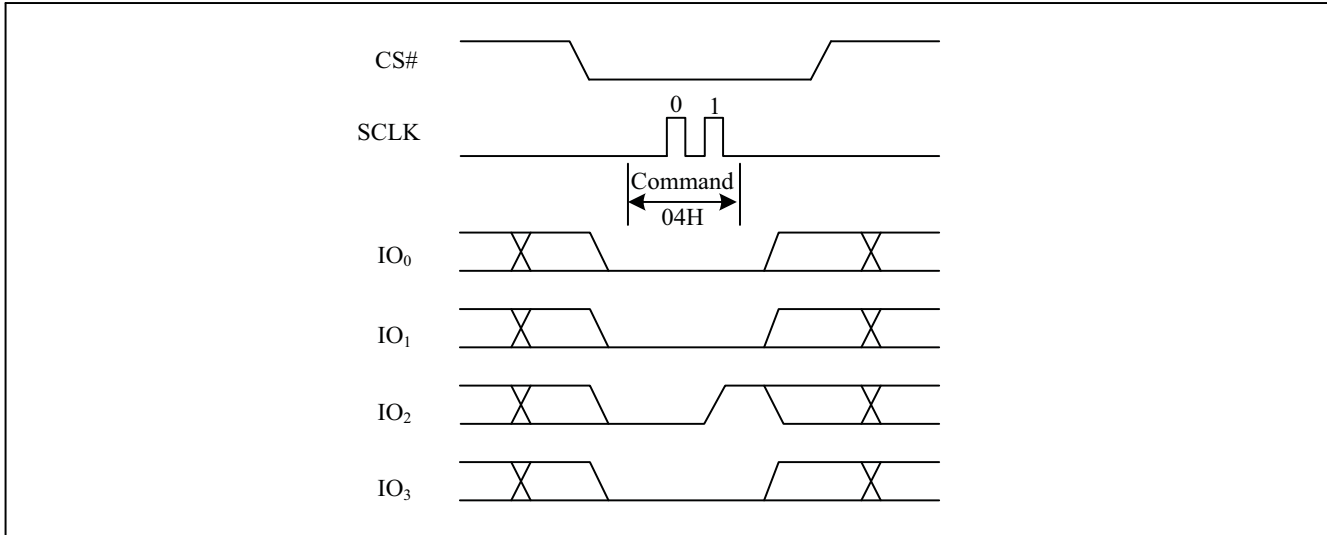 CS#
0 1
SCLK
Command
04H
IO₀
IO₁
IO₂
IO₃